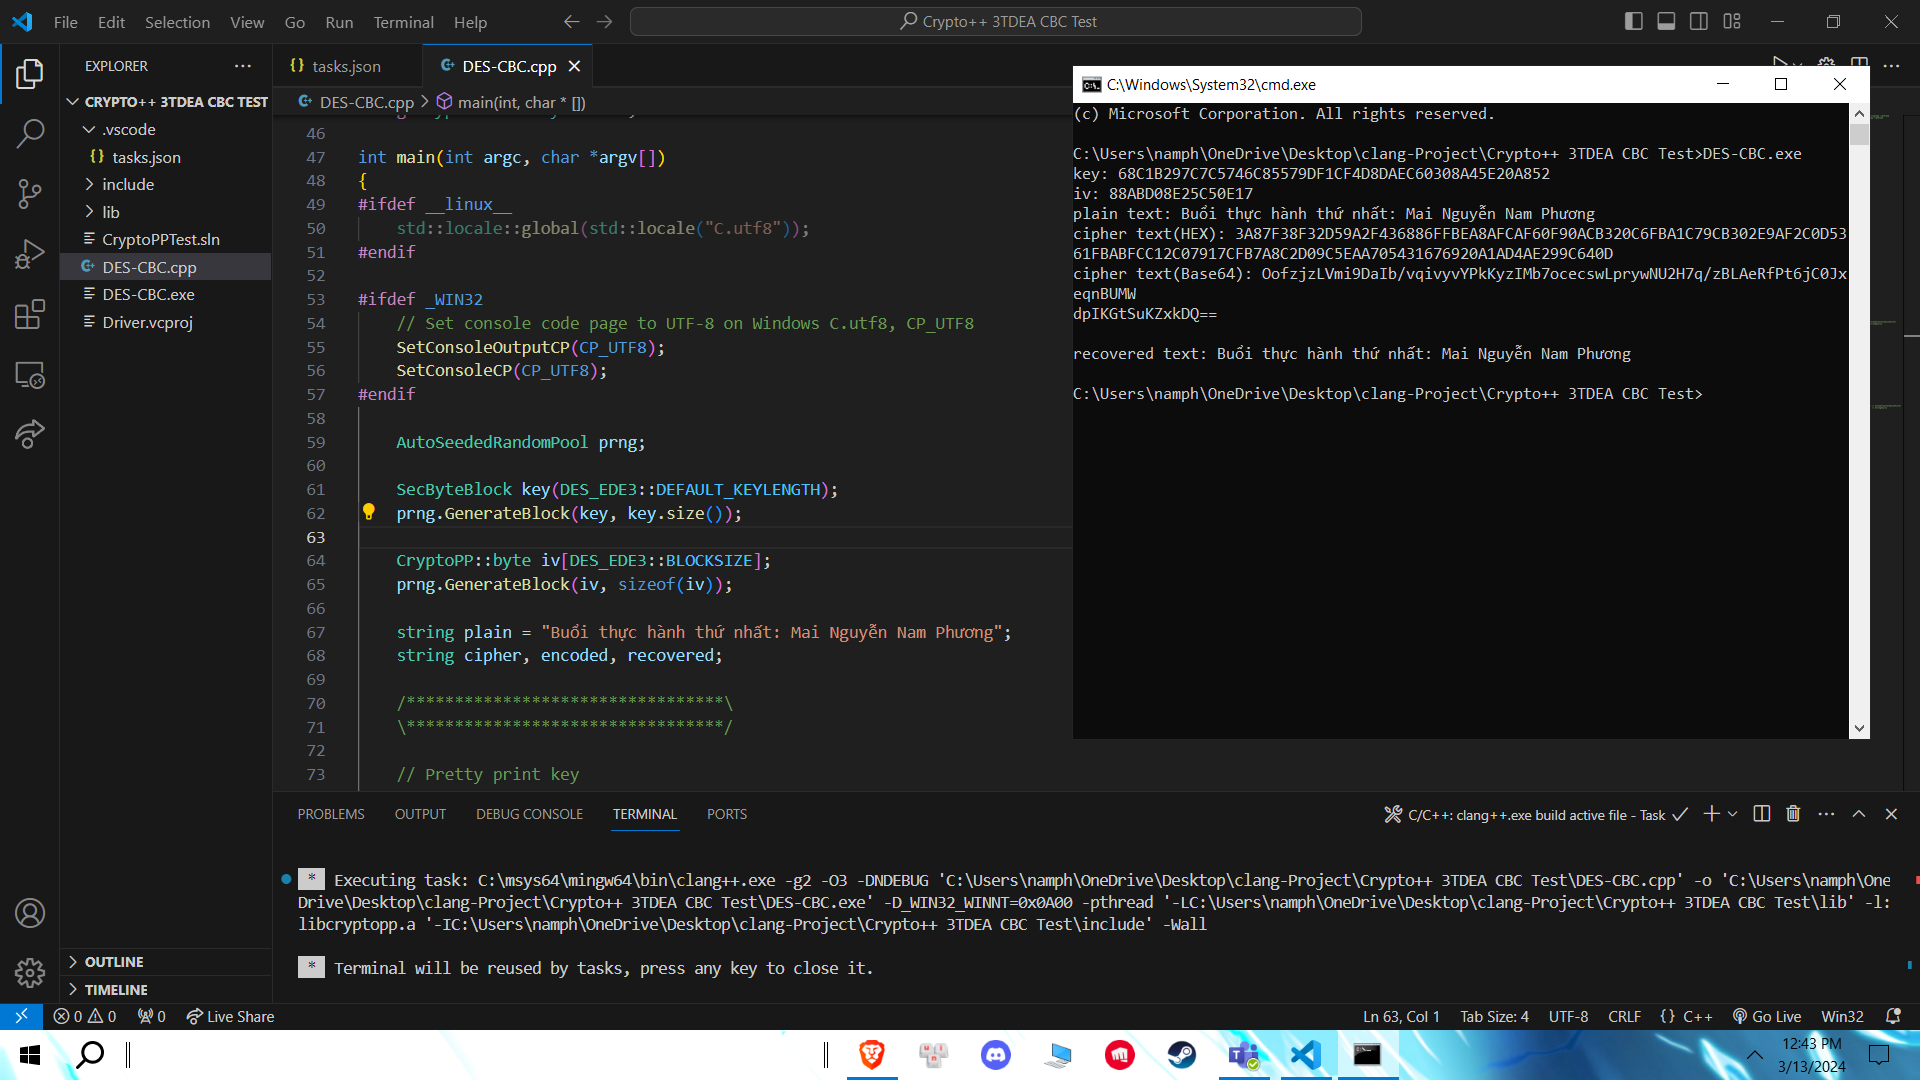 File Edit Selection View Go Run Terminal Help
Crypto++ 3TDEA CBC Test
EXPLORER
CRYPTO++ 3TDEA CBC TEST
.vscode
tasks.json
include
lib
CryptoPPTest.sln
DES-CBC.cpp
DES-CBC.exe
Driver.vcproj
OUTLINE
TIMELINE
tasks.json DES-CBC.cpp
DES-CBC.cpp > main(int, char * [])
46
47 int main(int argc, char *argv[])
48 {
49 #ifdef __linux__
50 std::locale::global(std::locale("C.utf8"));
51 #endif
52
53 #ifdef _WIN32
54 // Set console code page to UTF-8 on Windows C.utf8, CP_UTF8
55 SetConsoleOutputCP(CP_UTF8);
56 SetConsoleCP(CP_UTF8);
57 #endif
58
59 AutoSeededRandomPool prng;
60
61 SecByteBlock key(DES_EDE3::DEFAULT_KEYLENGTH);
62 prng.GenerateBlock(key, key.size());
63
64 CryptoPP::byte iv[DES_EDE3::BLOCKSIZE];
65 prng.GenerateBlock(iv, sizeof(iv));
66
67 string plain = "Buổi thực hành thứ nhất: Mai Nguyễn Nam Phương";
68 string cipher, encoded, recovered;
69
70 /*********************************\
71 \*********************************/
72
73 // Pretty print key
C:\Windows\System32\cmd.exe
(c) Microsoft Corporation. All rights reserved.
C:\Users\namph\OneDrive\Desktop\clang-Project\Crypto++ 3TDEA CBC Test>DES-CBC.exe
key: 68C1B297C7C5746C85579DF1CF4D8DAEC60308A45E20A852
iv: 88ABD08E25C50E17
plain text: Buổi thực hành thứ nhất: Mai Nguyễn Nam Phương
cipher text(HEX): 3A87F38F32D59A2F436886FFBEA8AFCAF60F90ACB320C6FBA1C79CB302E9AF2C0D53
61FBABFCC12C07917CFB7A8C2D09C5EAA705431676920A1AD4AE299C640D
cipher text(Base64): OofzjzLVmi9DaIb/vqivyvYPkKyzIMb7ocecswLprywNU2H7q/zBLAeRfPt6jC0Jx
eqnBUMW
dpIKGtSuKZxkDQ==
recovered text: Buổi thực hành thứ nhất: Mai Nguyễn Nam Phương
C:\Users\namph\OneDrive\Desktop\clang-Project\Crypto++ 3TDEA CBC Test>
PROBLEMS OUTPUT DEBUG CONSOLE TERMINAL PORTS
C/C++: clang++.exe build active file - Task
* Executing task: C:\msys64\mingw64\bin\clang++.exe -g2 -O3 -DNDEBUG 'C:\Users\namph\OneDrive\Desktop\clang-Project\Crypto++ 3TDEA CBC Test\DES-CBC.cpp' -o 'C:\Users\namph\One
Drive\Desktop\clang-Project\Crypto++ 3TDEA CBC Test\DES-CBC.exe' -D_WIN32_WINNT=0x0A00 -pthread '-LC:\Users\namph\OneDrive\Desktop\clang-Project\Crypto++ 3TDEA CBC Test\lib' -l:
libcryptopp.a '-IC:\Users\namph\OneDrive\Desktop\clang-Project\Crypto++ 3TDEA CBC Test\include' -Wall
* Terminal will be reused by tasks, press any key to close it.
0 0 0 Live Share
Ln 63, Col 1 Tab Size: 4 UTF-8 CRLF {} C++ Go Live Win32
12:43 PM
3/13/2024